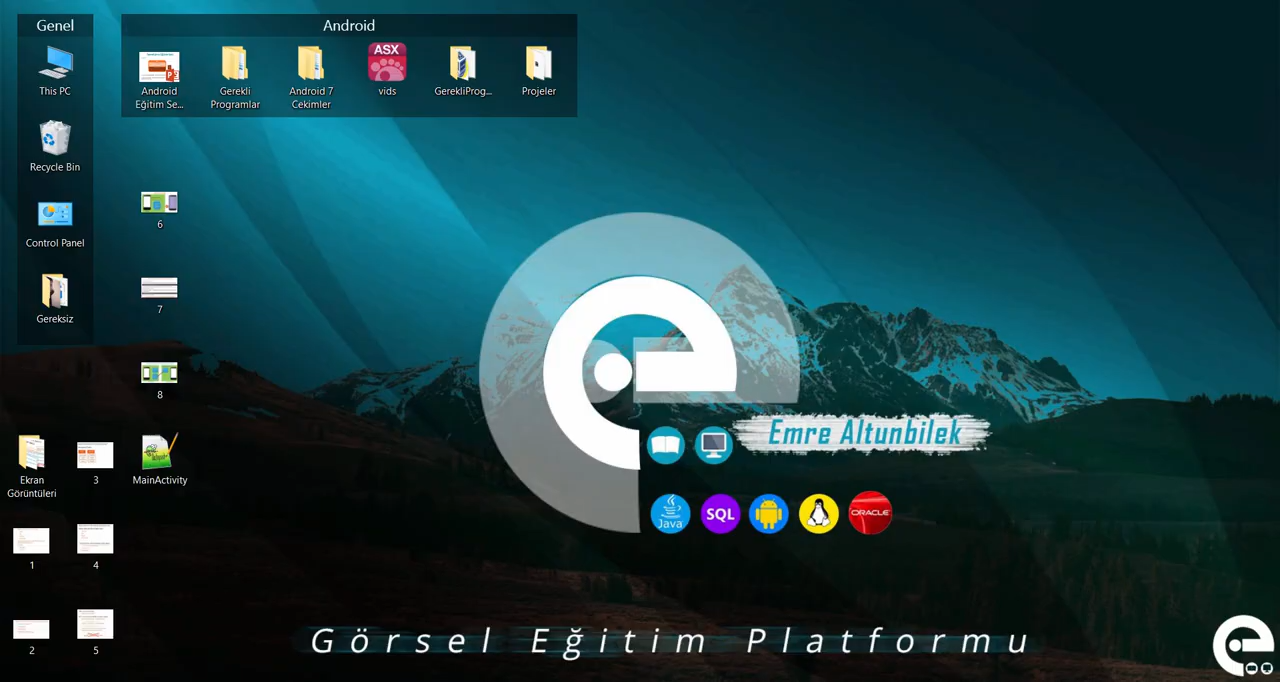 Genel
This PC
Recycle Bin
Control Panel
Gereksiz
Android
Android
Eğitim Se...
Gerekli
Programlar
Android 7
Cekimler
ASX
vids
GerekliProg...
Projeler
6
7
8
Ekran
Görüntüleri
3
MainActivity
1
4
2
5
Emre Altunbilek
Java
SQL
ORACLE
Görsel Eğitim Platformu